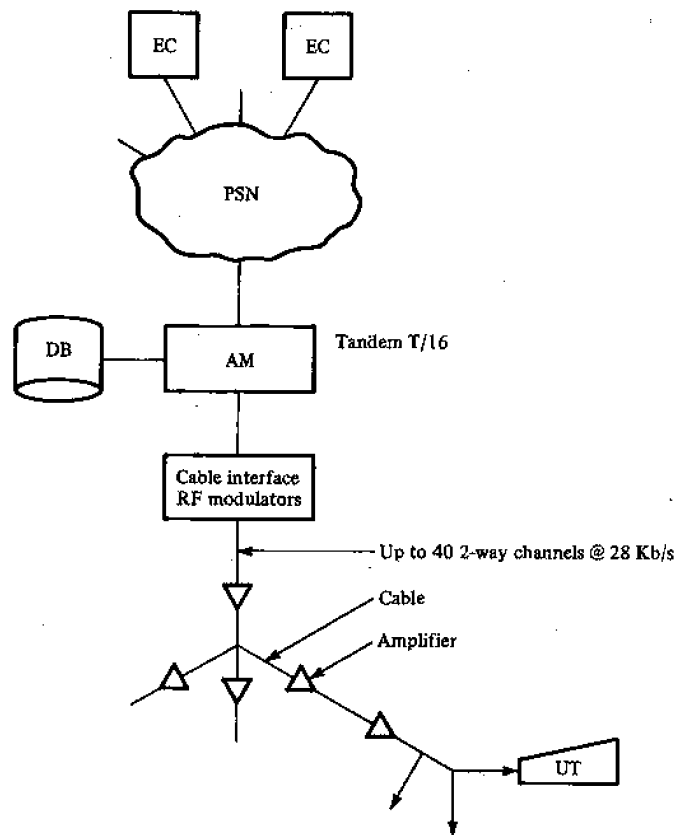 EC
EC
PSN
DB
AM
Tandem T/16
Cable interface
RF modulators
Up to 40 2-way channels @ 28 Kb/s
Cable
Amplifier
UT